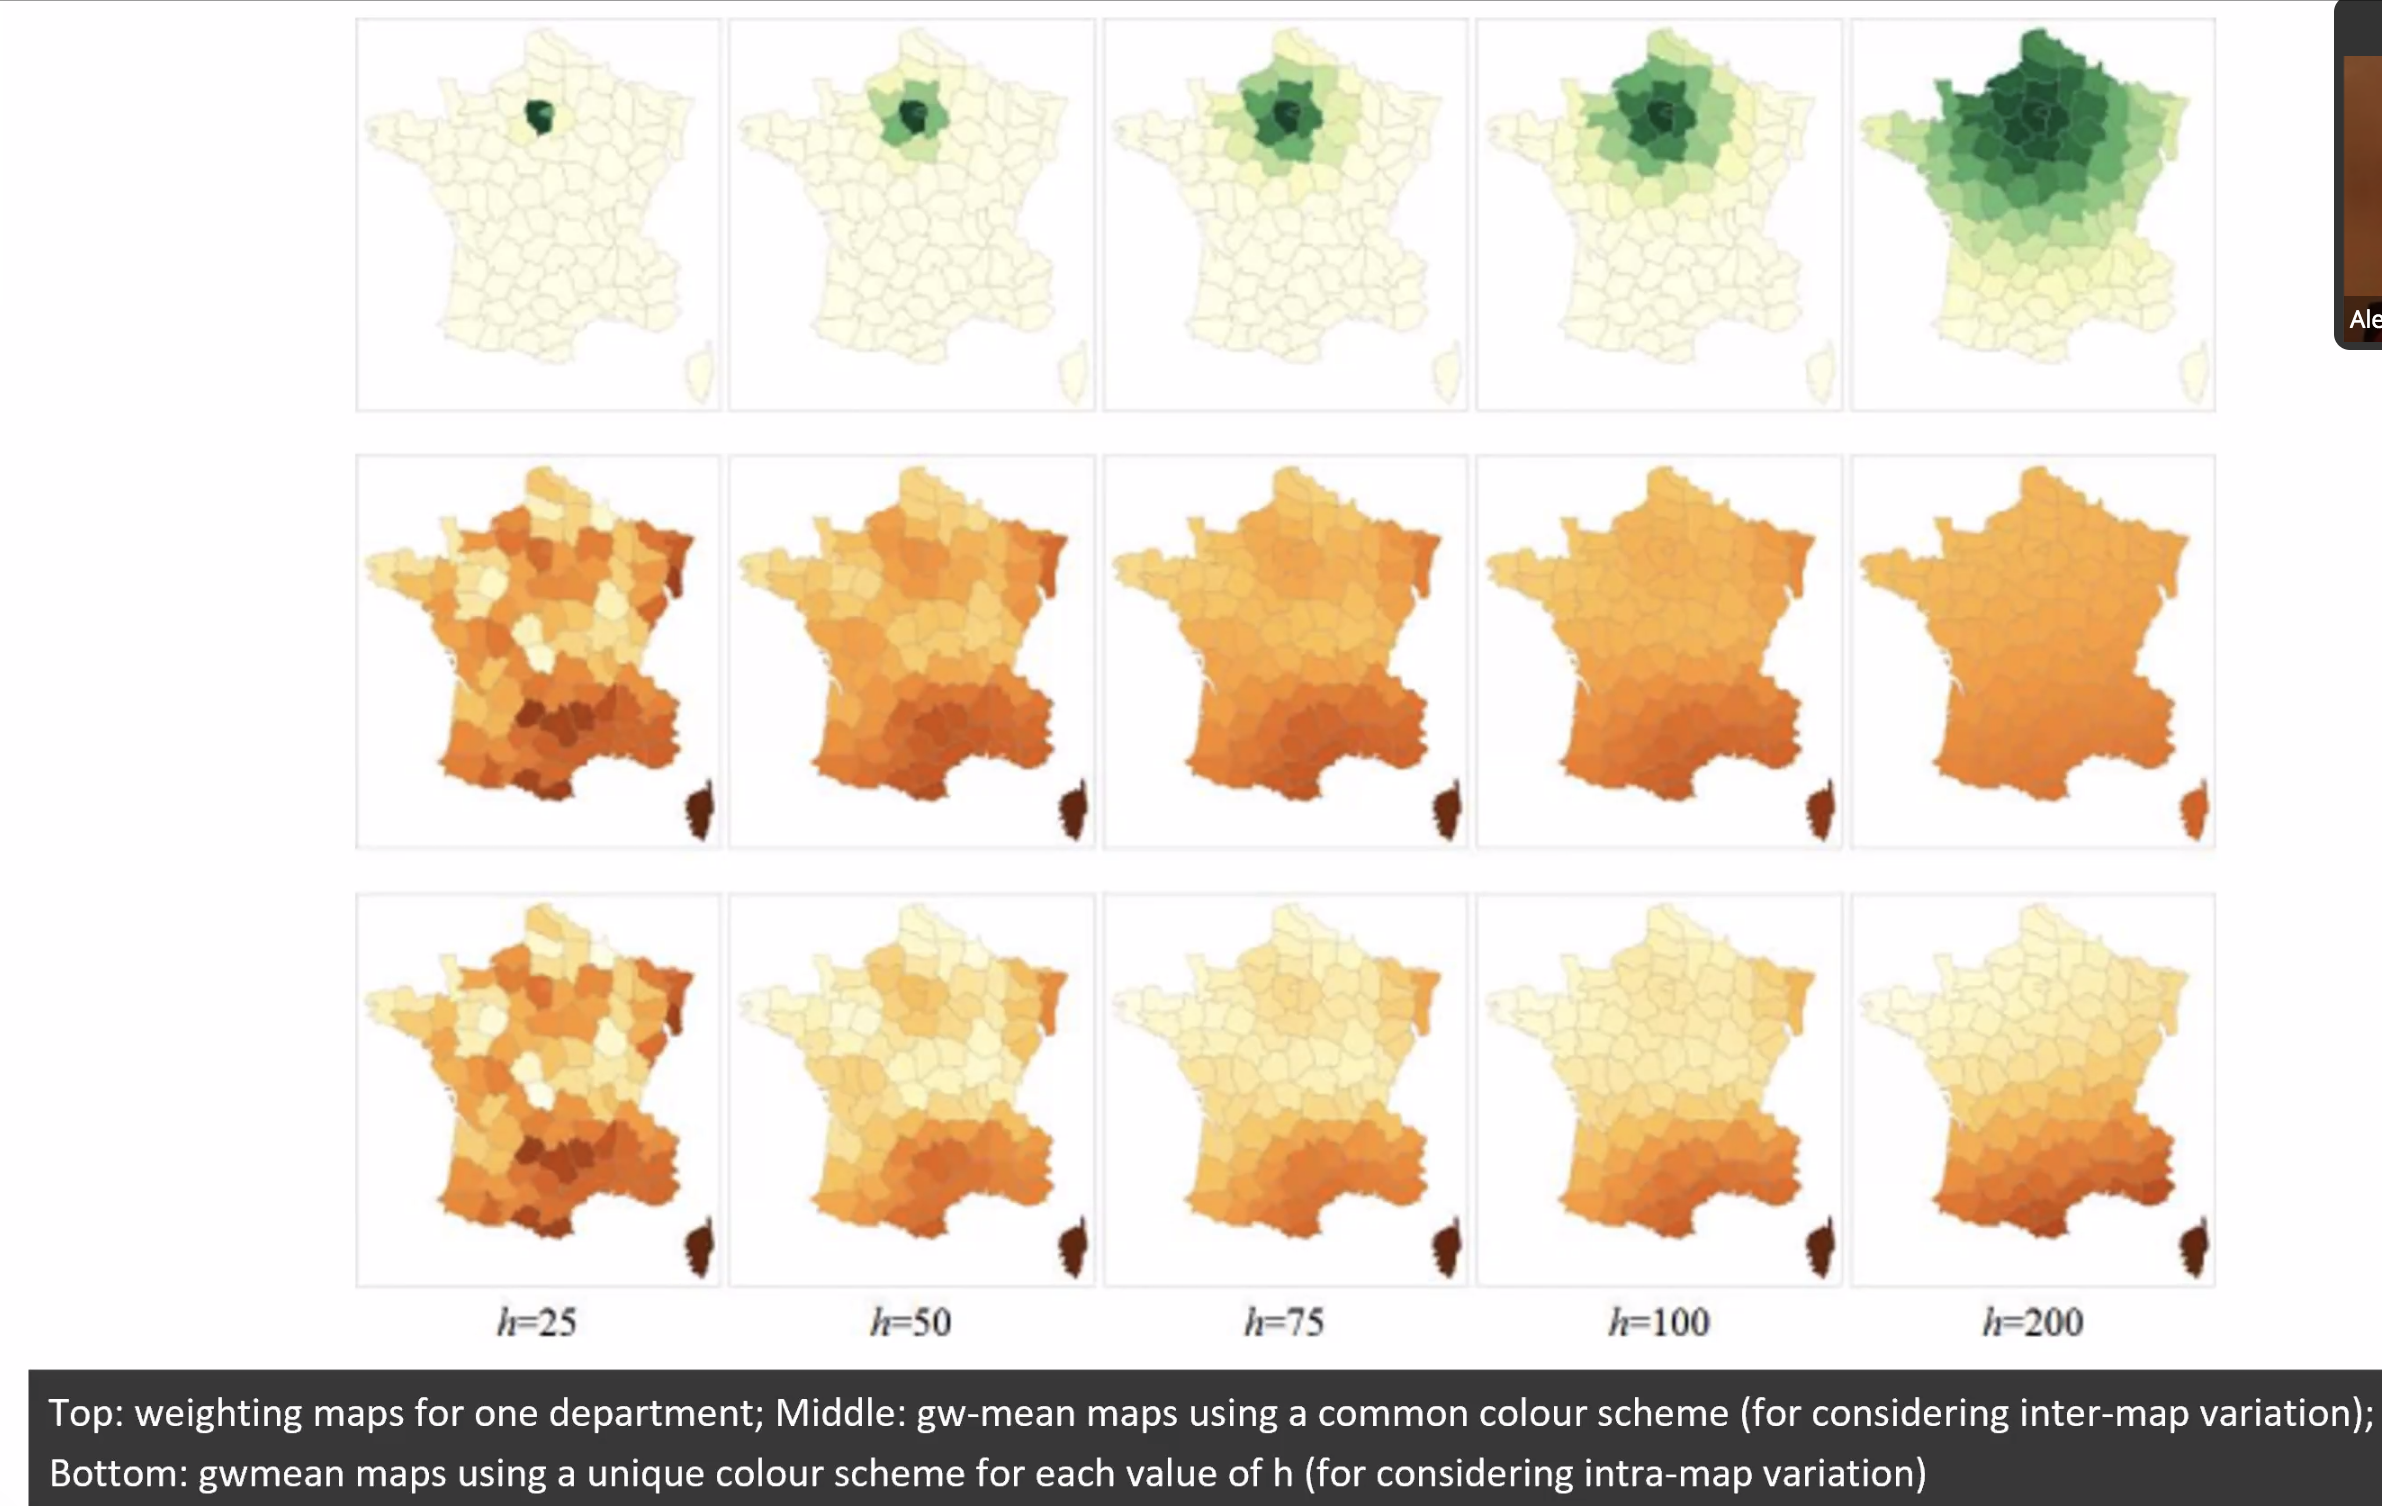 Ale
h=25
h=50
h=75
h=100
h=200
Top: weighting maps for one department; Middle: gw-mean maps using a common colour scheme (for considering inter-map variation);
Bottom: gwmean maps using a unique colour scheme for each value of h (for considering intra-map variation)